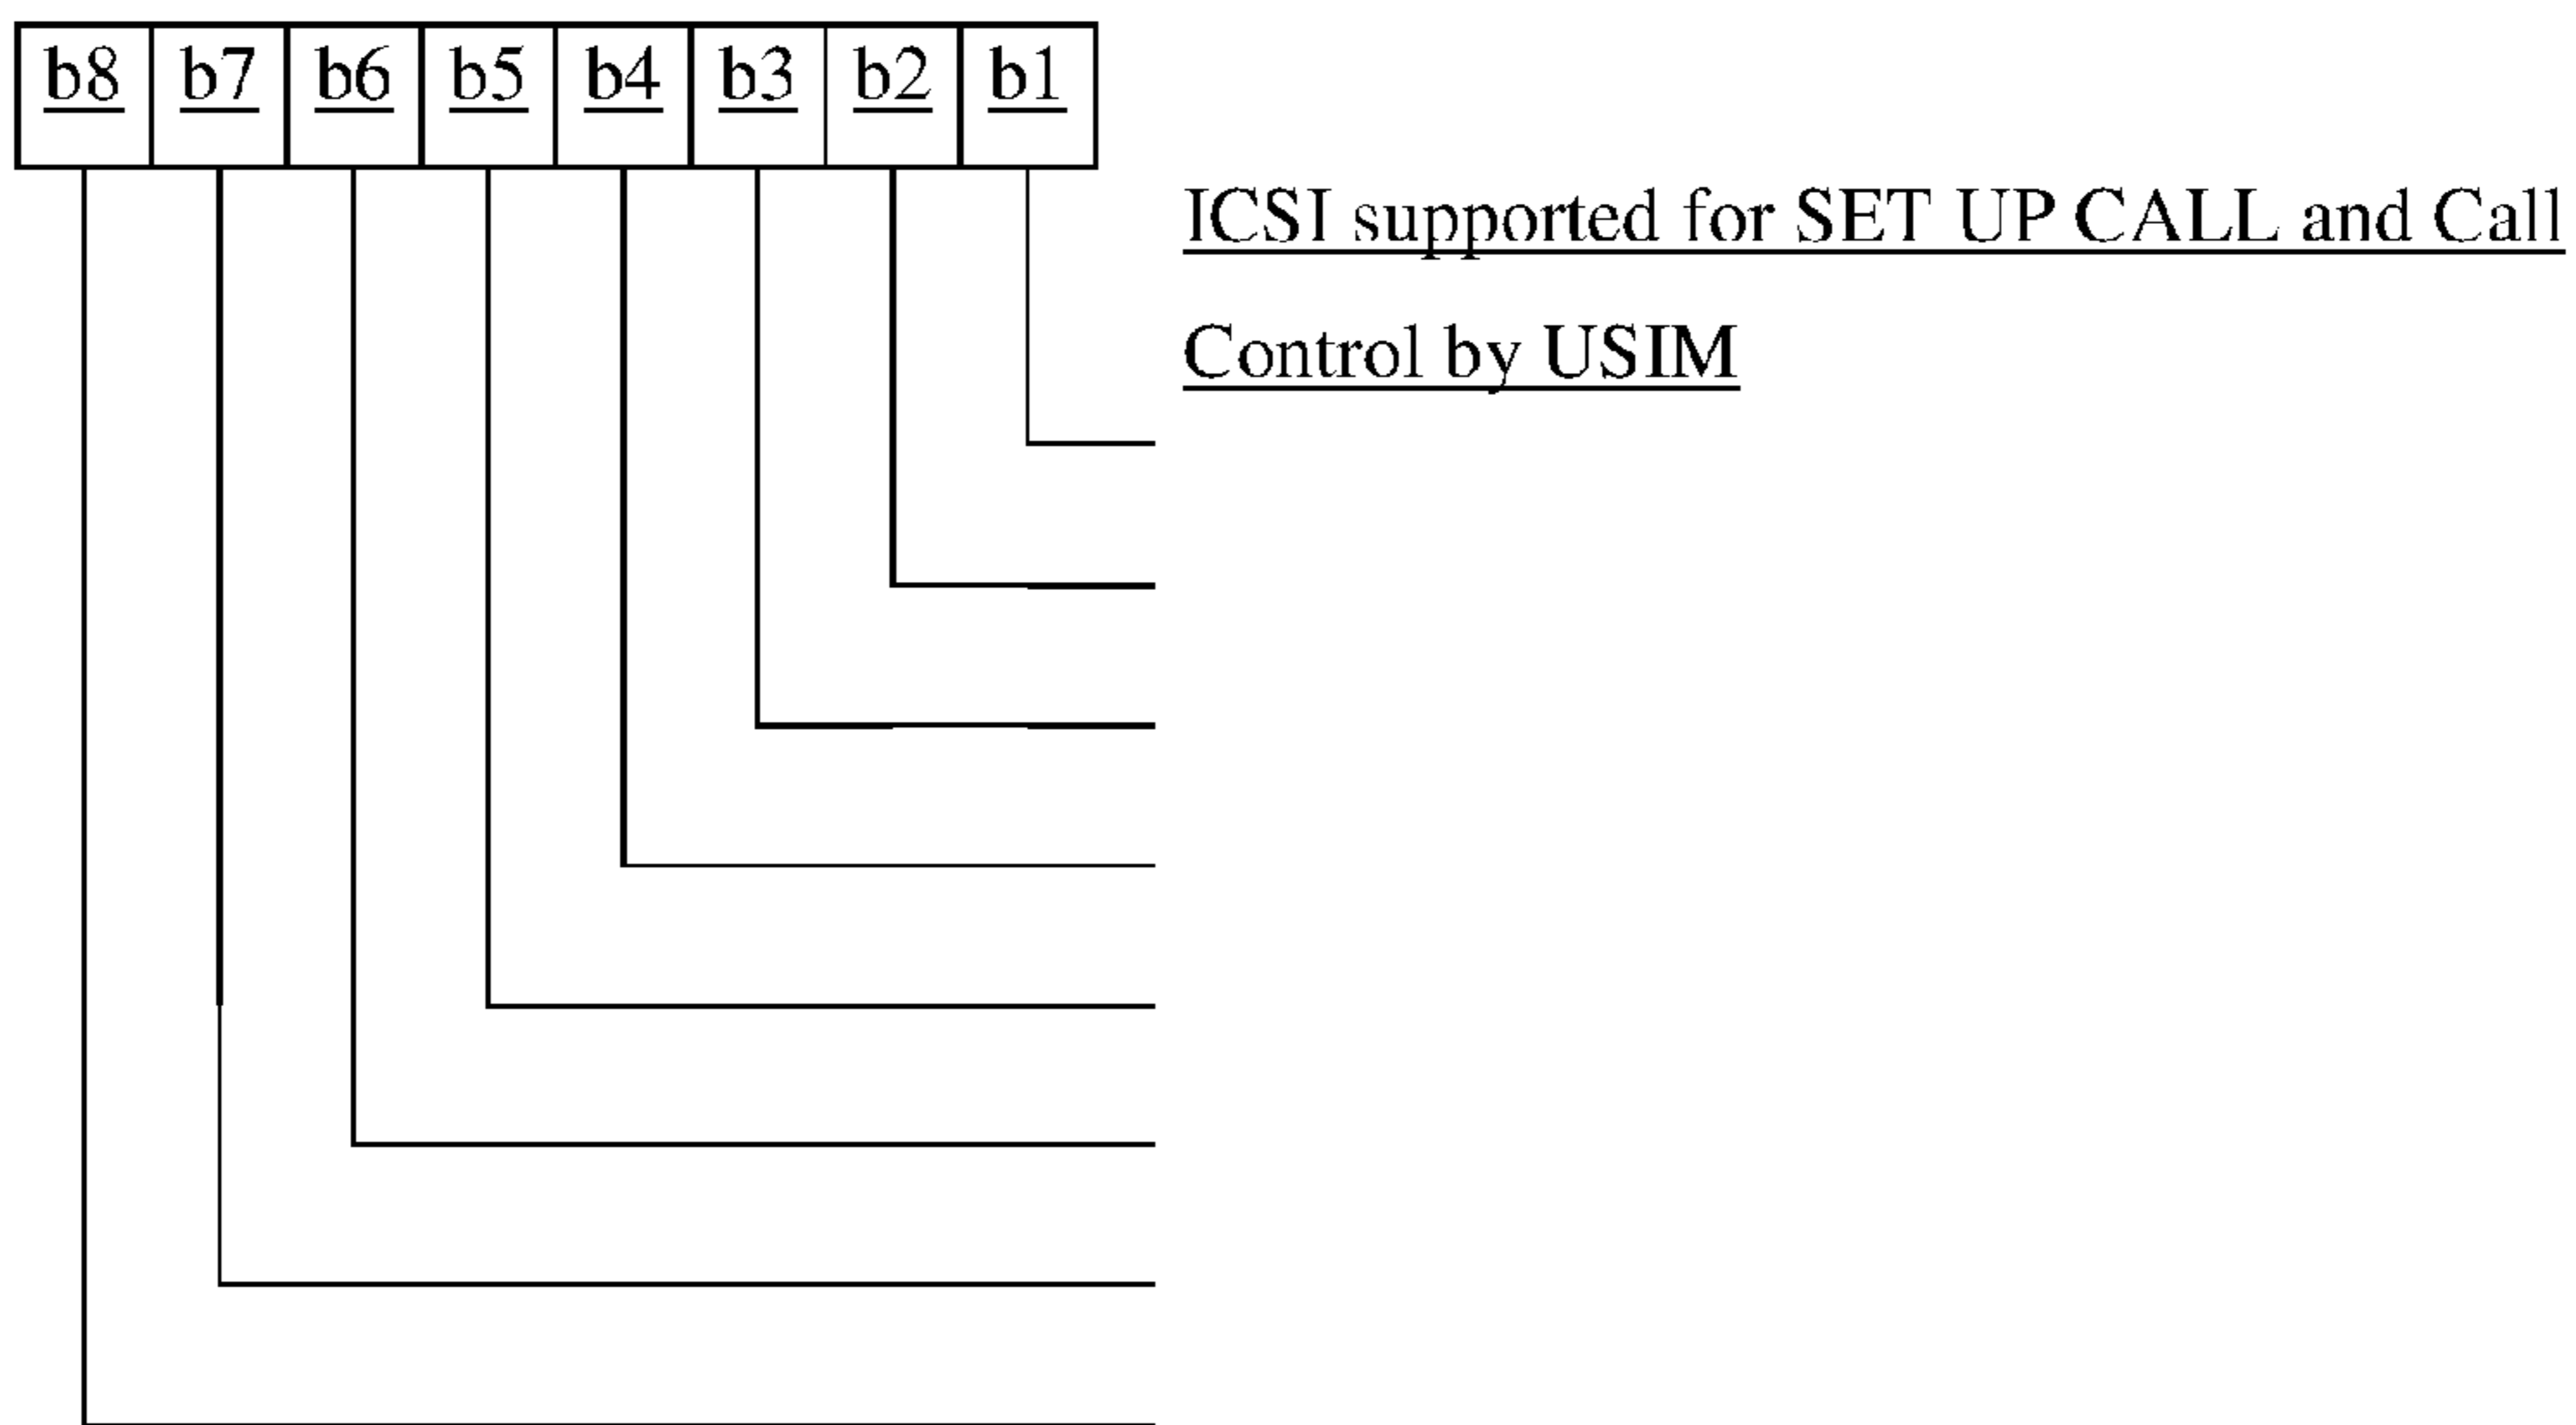 b8 b7 b6 b5 b4 b3 b2 b1
ICSI supported for SET UP CALL and Call
Control by USIM